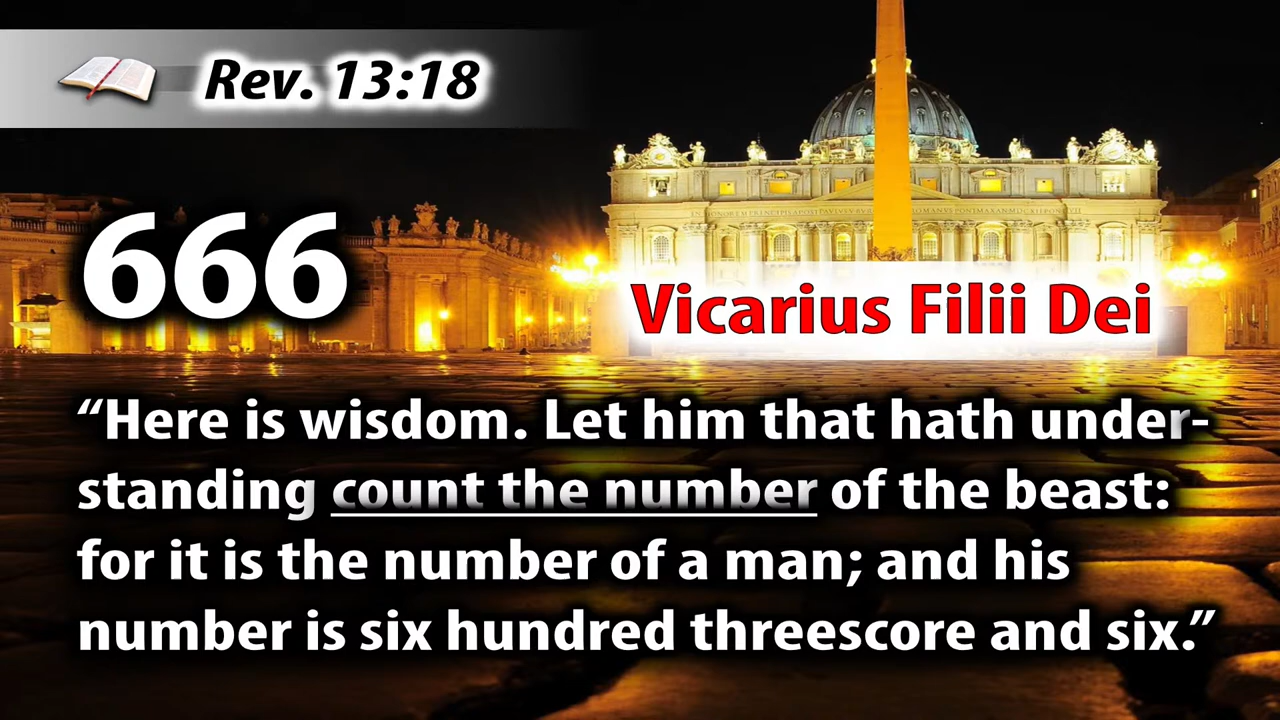 Rev. 13:18
666
Vicarius Filii Dei
“Here is wisdom. Let him that hath under-
standing count the number of the beast:
for it is the number of a man; and his
number is six hundred threescore and six.”